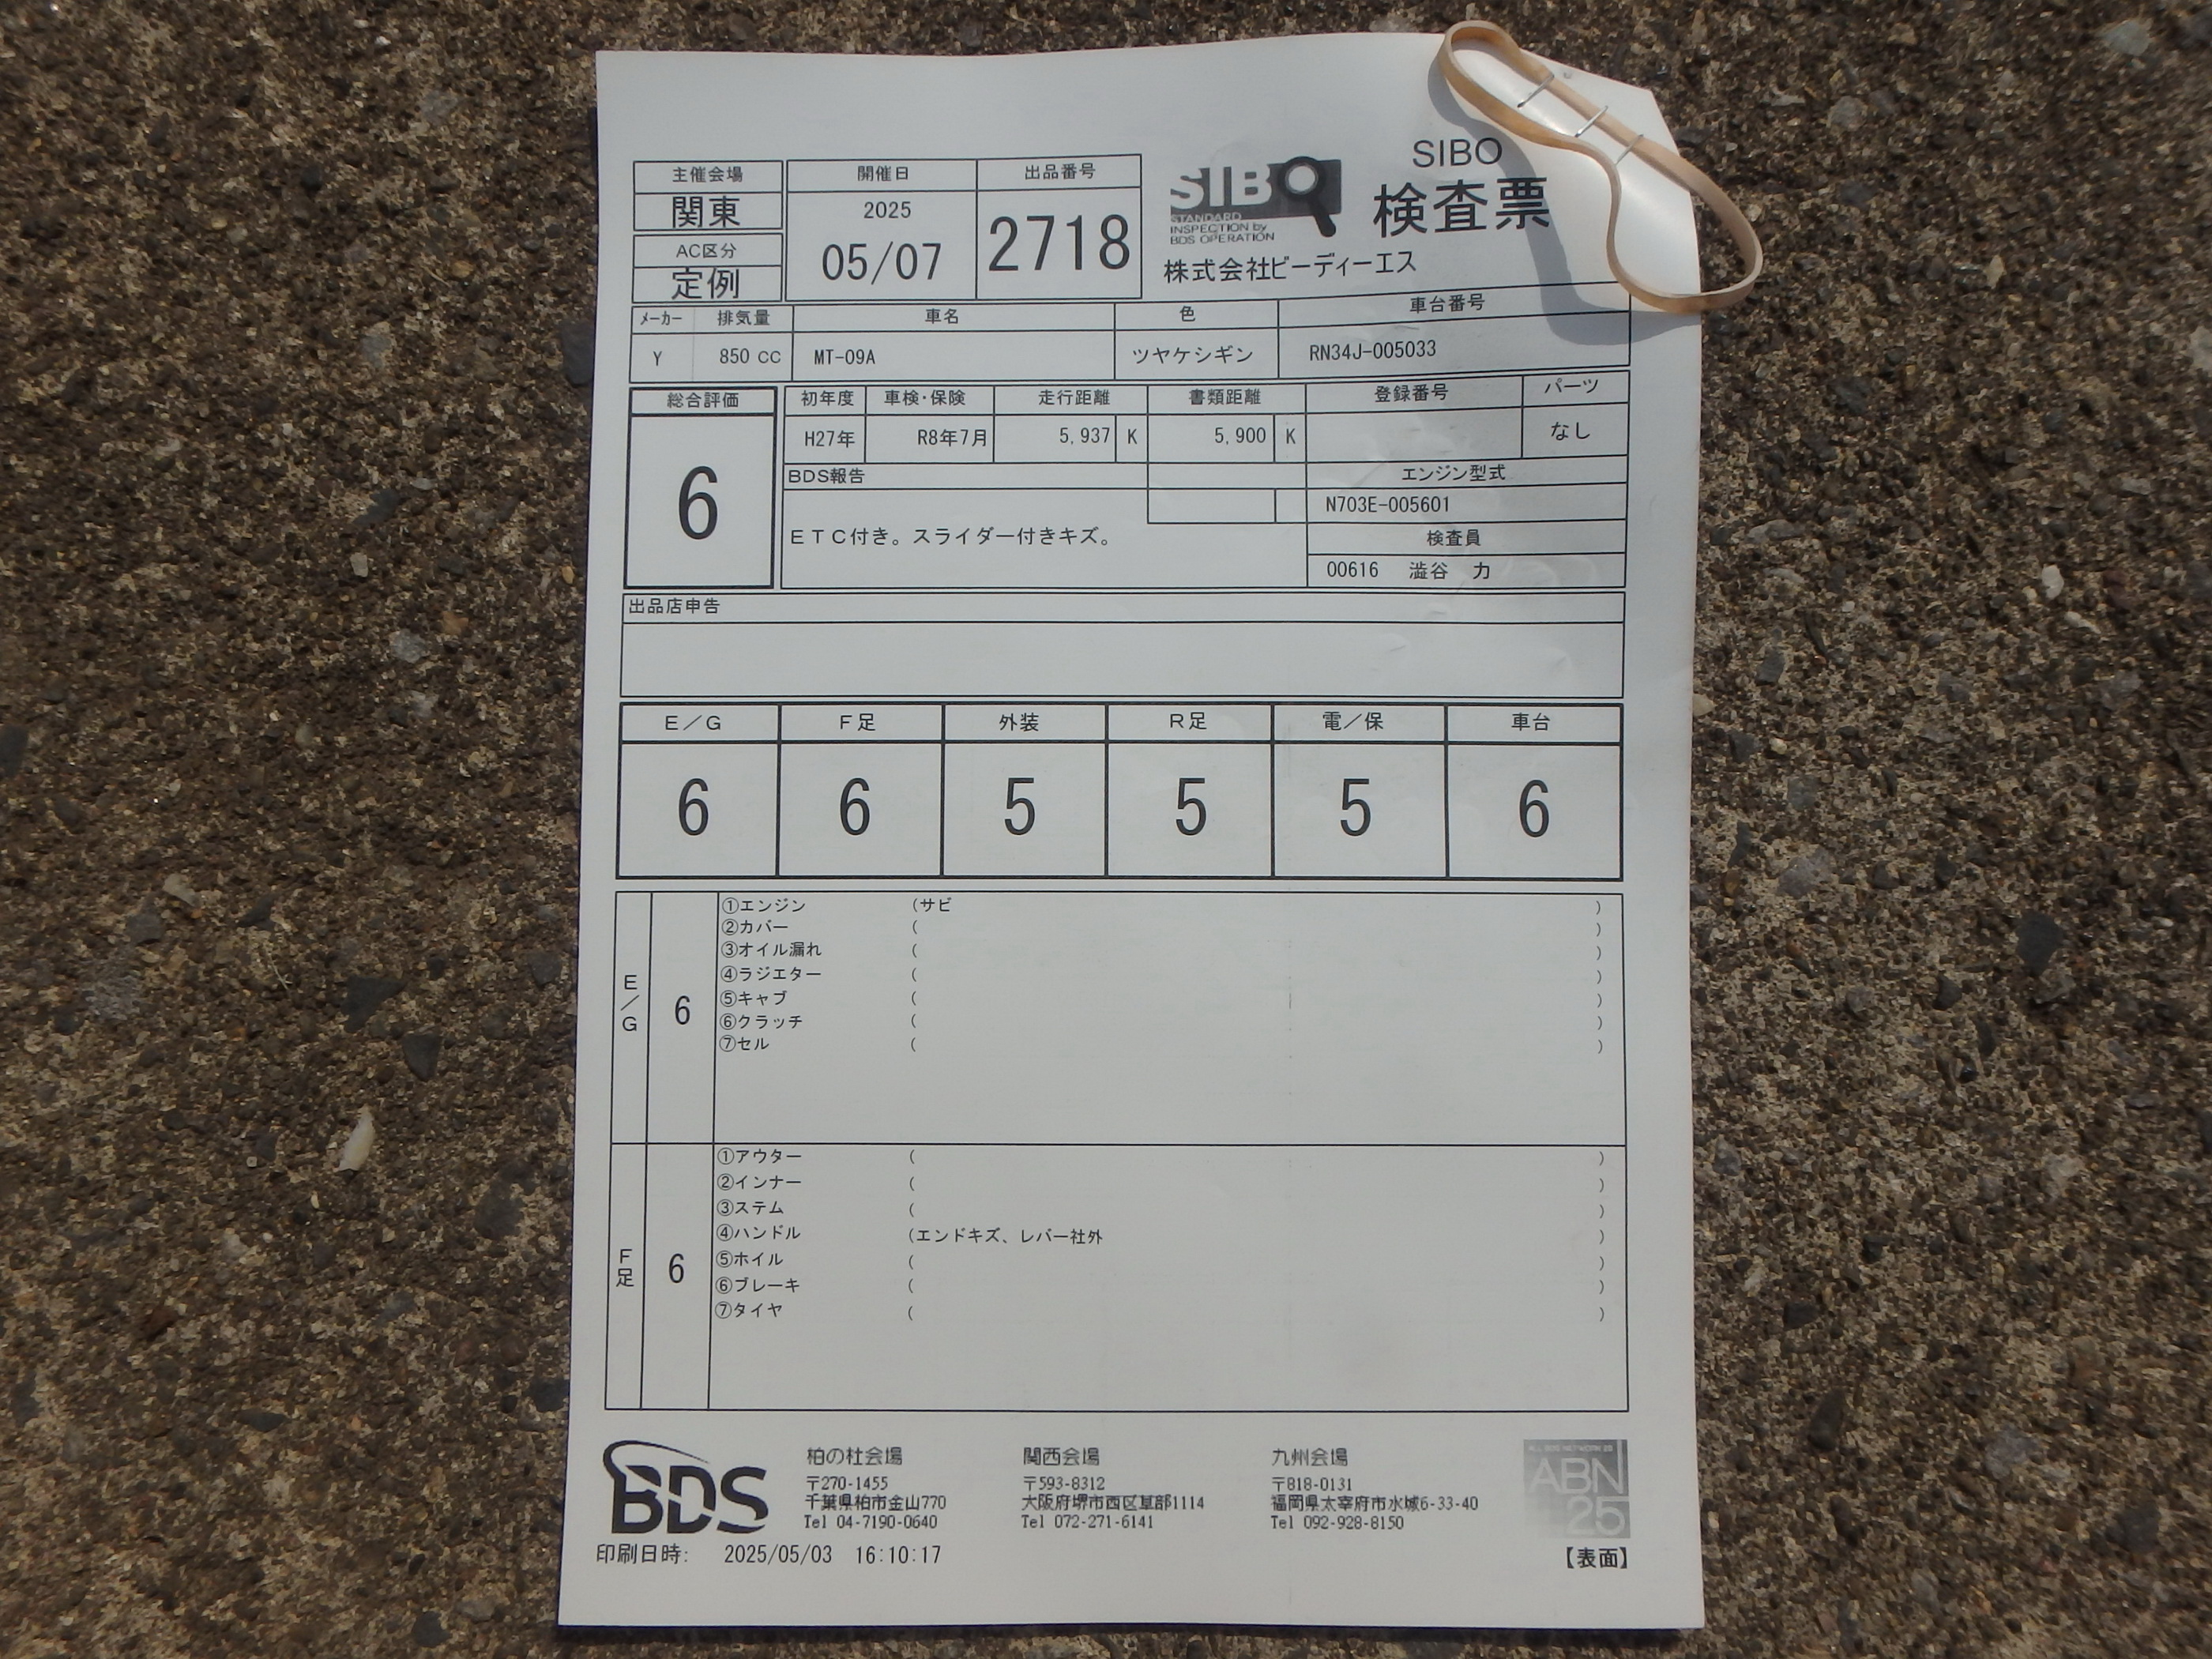 主催会場 開催日 出品番号
関東 2025 05/07 2718
AC区分
定例
SIBO
STANDARD
INSPECTION by
BDS OPERATION
SIBO
検査票
株式会社ビーディーエス
メーカー 排気量 車名 色 車台番号
Y 850 CC MT-09A ツヤケシギン RN34J-005033
総合評価 初年度 車検・保険 走行距離 書類距離 登録番号 パーツ
6 H27年 R8年7月 5,937 K 5,900 K なし
BDS報告 エンジン型式
N703E-005601
ETC付き。スライダー付きキズ。 検査員
00616 澁谷 力
出品店申告
E/G F足 外装 R足 電/保 車台
6 6 5 5 5 6
E/G 6
①エンジン (サビ )
②カバー ( )
③オイル漏れ ( )
④ラジエター ( )
⑤キャブ ( )
⑥クラッチ ( )
⑦セル ( )
F足 6
①アウター ( )
②インナー ( )
③ステム ( )
④ハンドル (エンドキズ、レバー社外 )
⑤ホイル ( )
⑥ブレーキ ( )
⑦タイヤ ( )
BDS
柏の杜会場
〒270-1455
千葉県柏市金山770
Tel 04-7190-0640
関西会場
〒593-8312
大阪府堺市西区草部1114
Tel 072-271-6141
九州会場
〒818-0131
福岡県太宰府市水城6-33-40
Tel 092-928-8150
ALL BDS NETWORK 25
ABN
25
印刷日時: 2025/05/03 16:10:17 【表面】